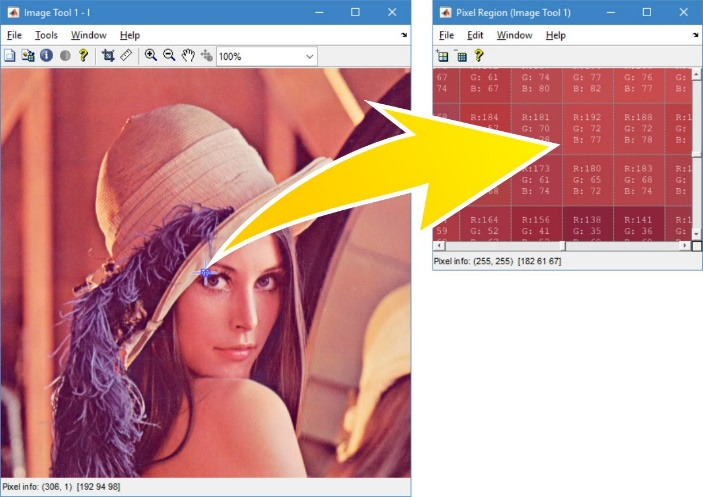 Image Tool 1 - I
File Tools Window Help
100%
Pixel info: (306, 1) [192 94 98]
Pixel Region (Image Tool 1)
File Edit Window Help
67 G: 61 G: 74 G: 77 G: 76 G:
74 B: 67 B: 80 B: 82 B: 77 B:
R:184 R:181 R:192 R:188 R:1
G: 70 G: 72 G: 72 G:
B: 77 B: 78 B:
R:173 R:180 R:183 R:1
G: 61 G: 65 G: 68 G:
B: 74 B: 72 B: 74 B:
R:164 R:156 R:138 R:141 R:1
59 G: 52 G: 41 G: 35 G: 36 G:
Pixel info: (255, 255) [182 61 67]